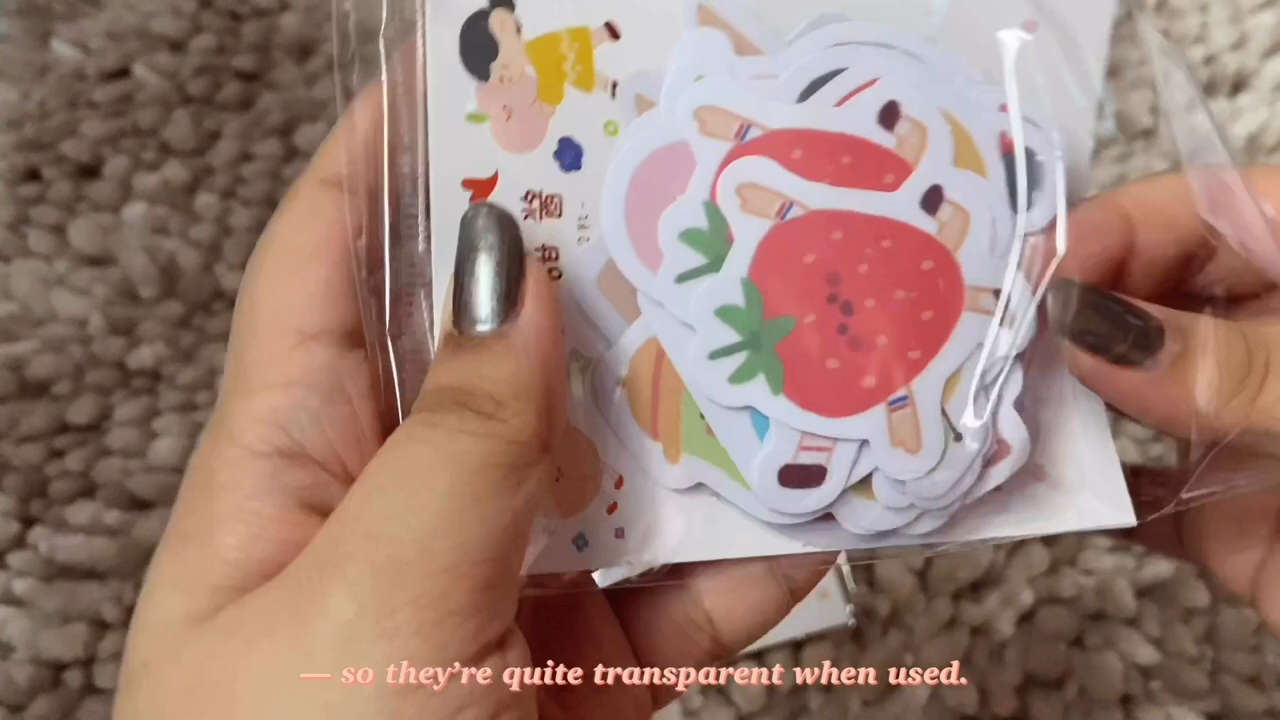 — so they’re quite transparent when used.